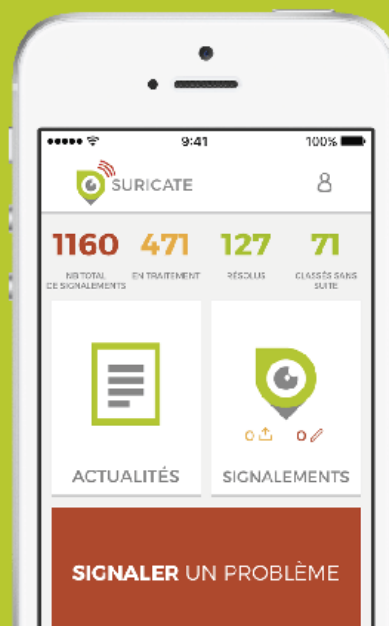 9:41
100%
SURICATE
1160 471 127 71
NB TOTAL
DE SIGNALEMENTS
EN TRAITEMENT
RÉSOLUS
CLASSÉS SANS
SUITE
0 0
ACTUALITÉS
SIGNALEMENTS
SIGNALER UN PROBLÈME